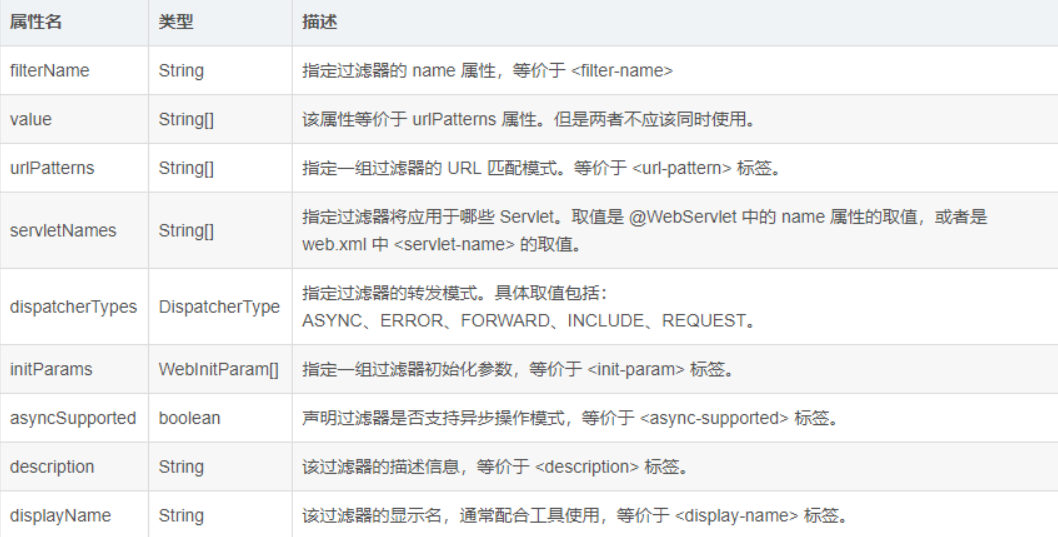 属性名 类型 描述
filterName String 指定过滤器的 name 属性，等价于 <filter-name>
value String[] 该属性等价于 urlPatterns 属性。但是两者不应该同时使用。
urlPatterns String[] 指定一组过滤器的 URL 匹配模式。等价于 <url-pattern> 标签。
servletNames String[] 指定过滤器将应用于哪些 Servlet。取值是 @WebServlet 中的 name 属性的取值，或者是
web.xml 中 <servlet-name> 的取值。
dispatcherTypes DispatcherType 指定过滤器的转发模式。具体取值包括：
ASYNC、ERROR、FORWARD、INCLUDE、REQUEST。
initParams WebInitParam[] 指定一组过滤器初始化参数，等价于 <init-param> 标签。
asyncSupported boolean 声明过滤器是否支持异步操作模式，等价于 <async-supported> 标签。
description String 该过滤器的描述信息，等价于 <description> 标签。
displayName String 该过滤器的显示名，通常配合工具使用，等价于 <display-name> 标签。